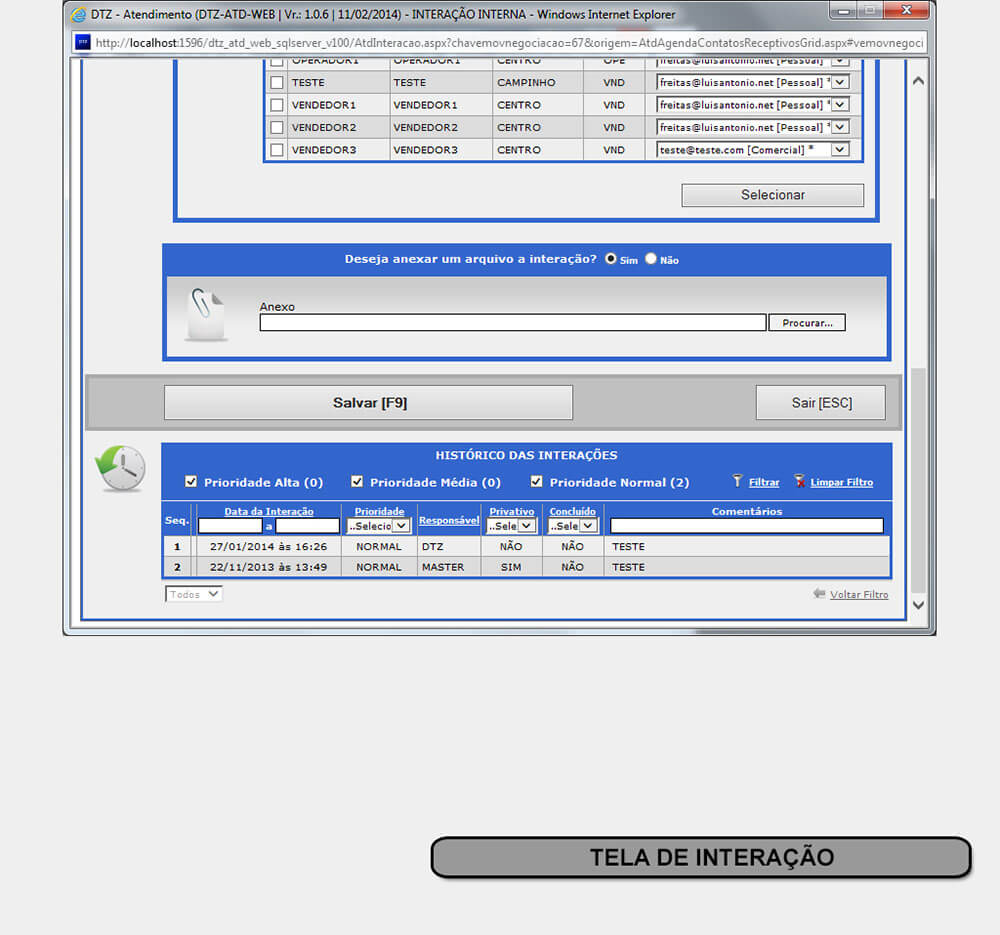 DTZ - Atendimento (DTZ-ATD-WEB | Vr.: 1.0.6 | 11/02/2014) - INTERAÇÃO INTERNA - Windows Internet Explorer
http://localhost:1596/dtz_atd_web_sqlserver_v100/AtdInteracao.aspx?chavemovnegociacao=67&origem=AtdAgendaContatosReceptivosGrid.aspx#vemovnegoci
OPERADOR1 OPERADOR1 CENTRO OPE freitas@luisantonio.net [Pessoal] *
TESTE TESTE CAMPINHO VND freitas@luisantonio.net [Pessoal] *
VENDEDOR1 VENDEDOR1 CENTRO VND freitas@luisantonio.net [Pessoal] *
VENDEDOR2 VENDEDOR2 CENTRO VND freitas@luisantonio.net [Pessoal] *
VENDEDOR3 VENDEDOR3 CENTRO VND teste@teste.com [Comercial] *
Selecionar
Deseja anexar um arquivo a interação? Sim Não
Anexo
Procurar...
Salvar [F9] Sair [ESC]
HISTÓRICO DAS INTERAÇÕES
Prioridade Alta (0) Prioridade Média (0) Prioridade Normal (2) Filtrar Limpar Filtro
Seq. Data da Interação Prioridade Responsável Privativo Concluído Comentários
a ..Selecio ..Sele ..Sele
1 27/01/2014 às 16:26 NORMAL DTZ NÃO NÃO TESTE
2 22/11/2013 às 13:49 NORMAL MASTER SIM NÃO TESTE
Todos Voltar Filtro
TELA DE INTERAÇÃO